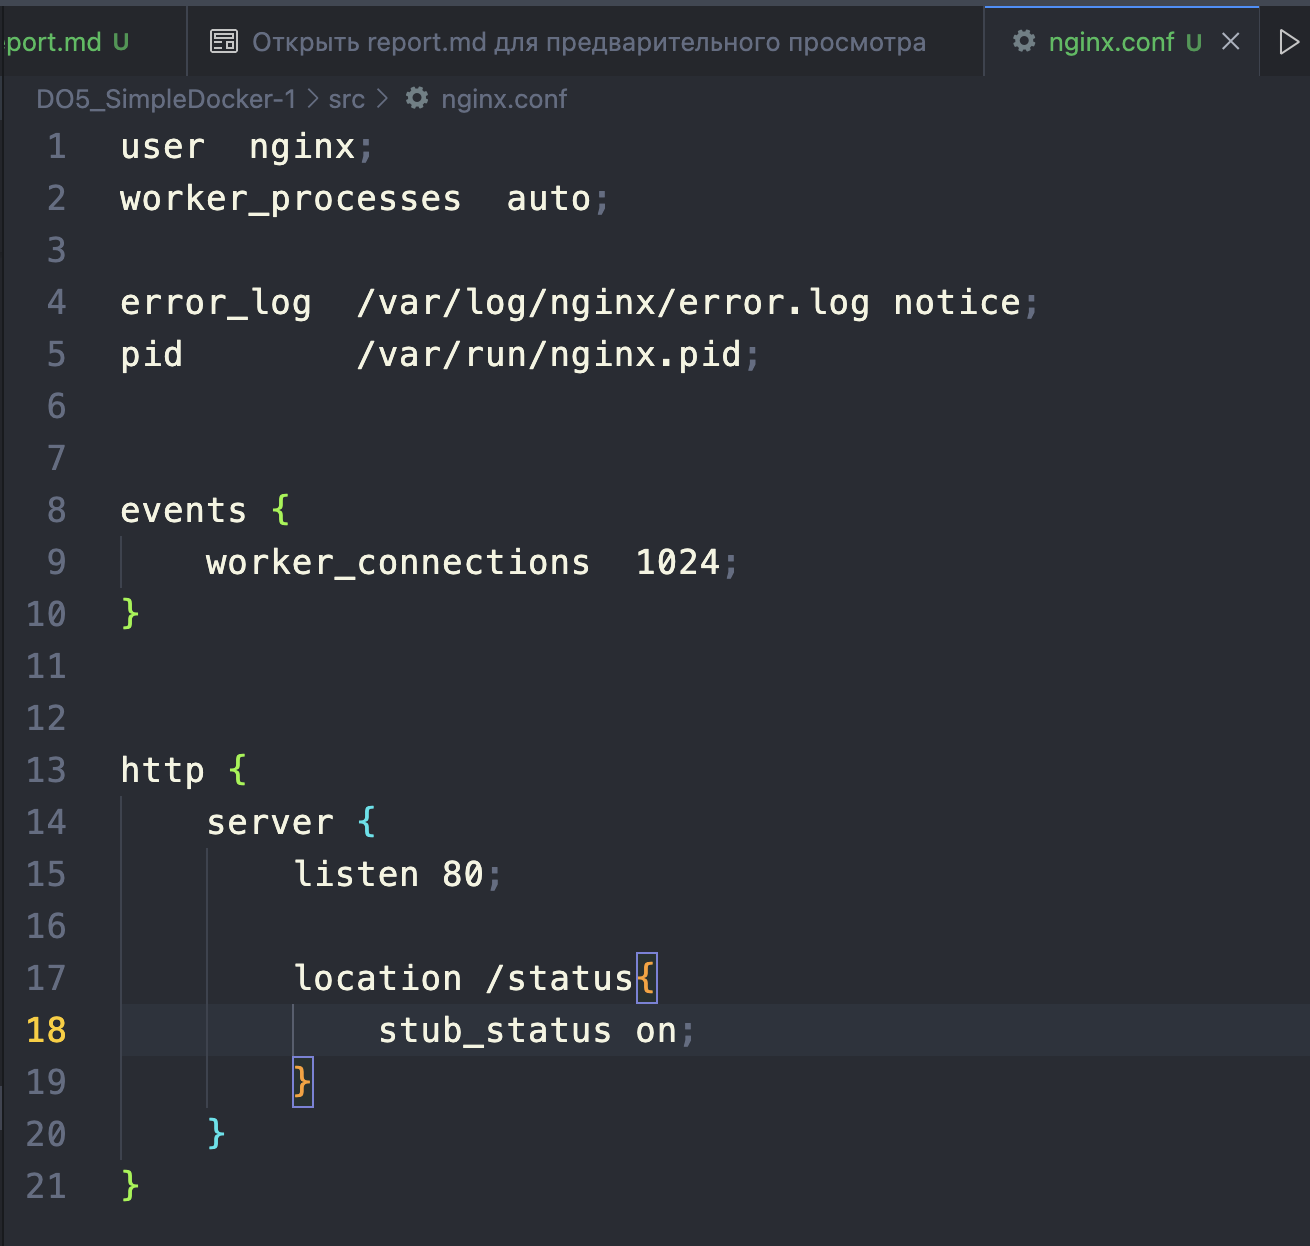 port.md U
Открыть report.md для предварительного просмотра
nginx.conf U
DO5_SimpleDocker-1 > src > nginx.conf
1 user  nginx;
2 worker_processes  auto;
3
4 error_log  /var/log/nginx/error.log notice;
5 pid        /var/run/nginx.pid;
6
7
8 events {
9     worker_connections  1024;
10 }
11
12
13 http {
14     server {
15         listen 80;
16
17         location /status{
18             stub_status on;
19         }
20     }
21 }